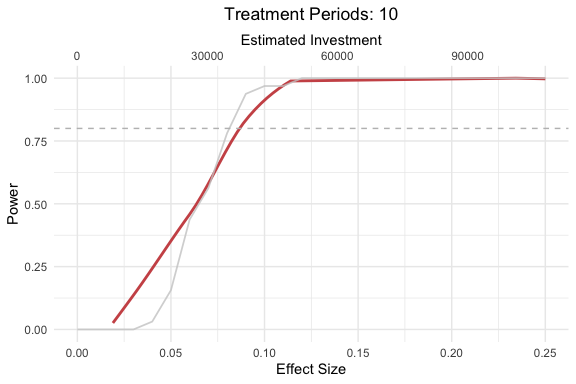 Treatment Periods: 10
Estimated Investment
0 30000 60000 90000
1.00
0.75
0.50
0.25
0.00
Power
0.00 0.05 0.10 0.15 0.20 0.25
Effect Size